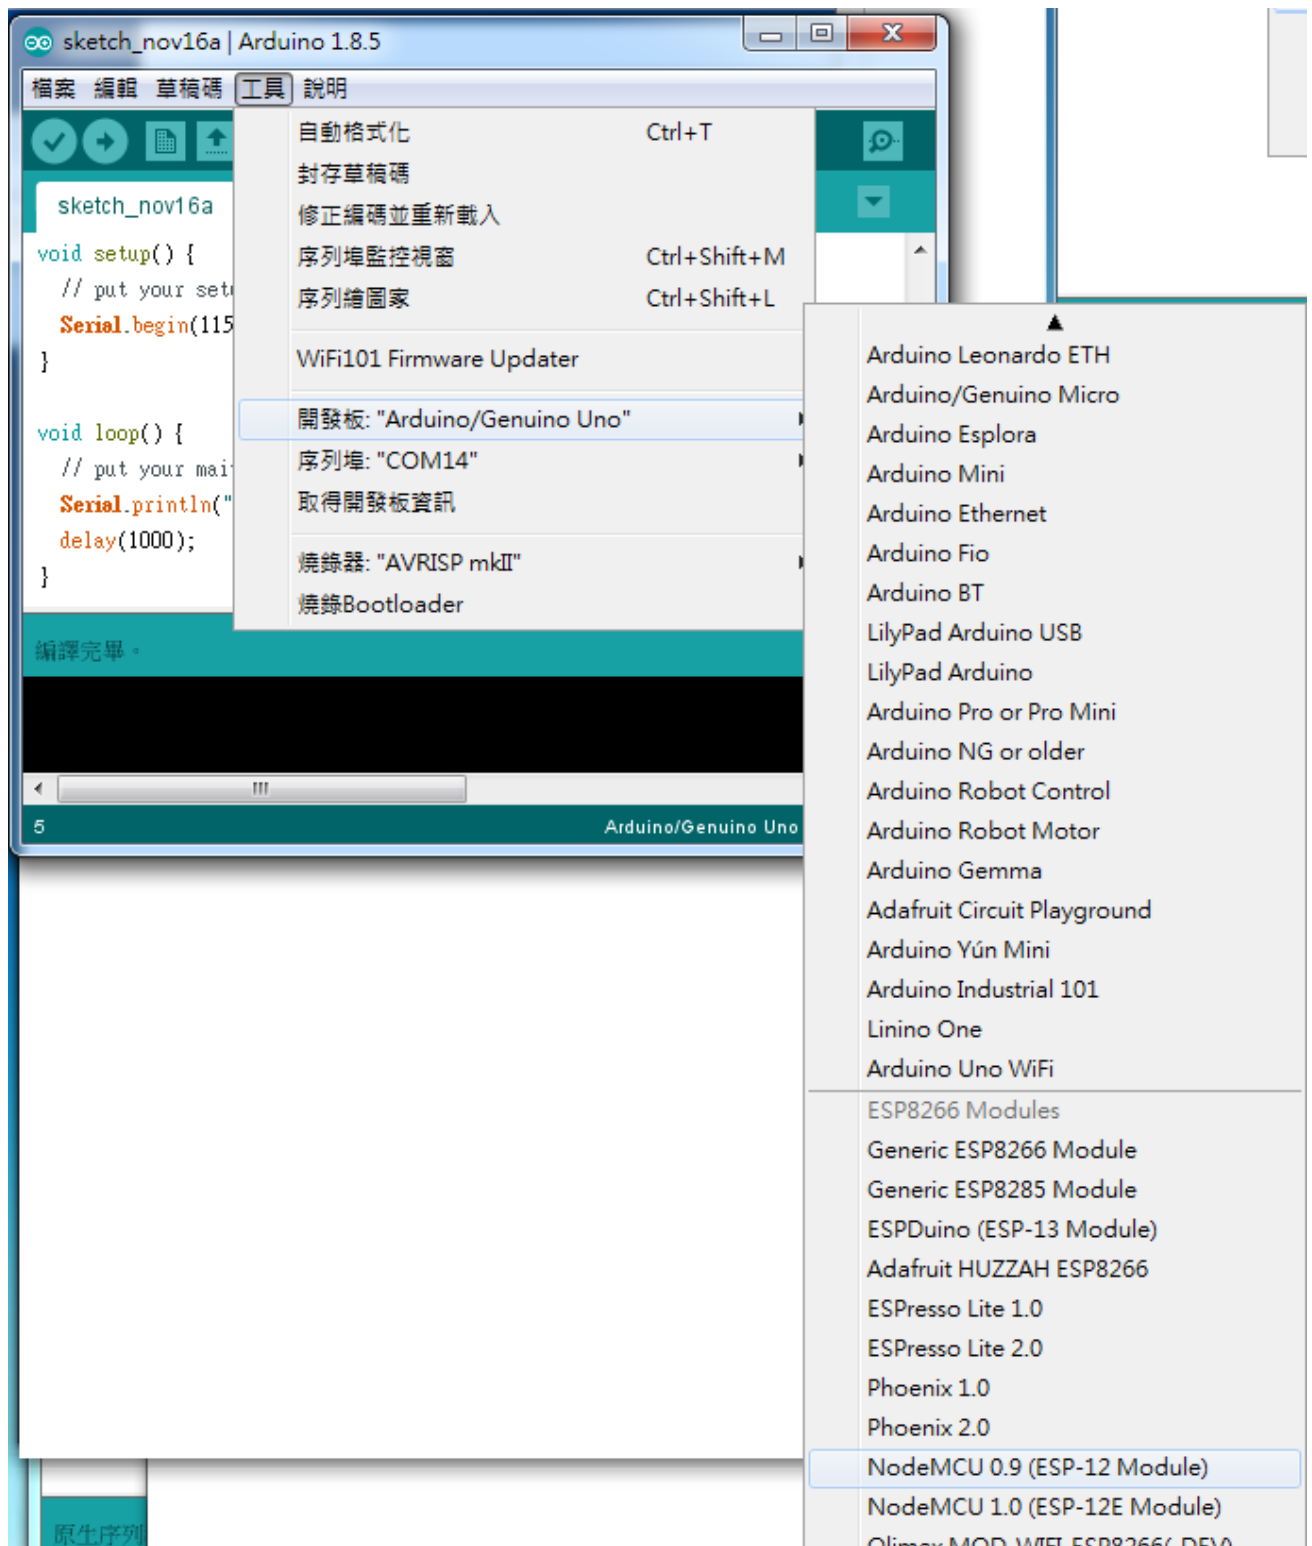 sketch_nov16a | Arduino 1.8.5
檔案 編輯 草稿碼 工具 說明
自動格式化 Ctrl+T
封存草稿碼
修正編碼並重新載入
序列埠監控視窗 Ctrl+Shift+M
序列繪圖家 Ctrl+Shift+L
WiFi101 Firmware Updater
開發板: "Arduino/Genuino Uno"
序列埠: "COM14"
取得開發板資訊
燒錄器: "AVRISP mkII"
燒錄Bootloader
sketch_nov16a
void setup() {
// put your set
Serial.begin(115
}
void loop() {
// put your mai
Serial.println("
delay(1000);
}
編譯完畢。
5
Arduino/Genuino Uno
Arduino Leonardo ETH
Arduino/Genuino Micro
Arduino Esplora
Arduino Mini
Arduino Ethernet
Arduino Fio
Arduino BT
LilyPad Arduino USB
LilyPad Arduino
Arduino Pro or Pro Mini
Arduino NG or older
Arduino Robot Control
Arduino Robot Motor
Arduino Gemma
Adafruit Circuit Playground
Arduino Yún Mini
Arduino Industrial 101
Linino One
Arduino Uno WiFi
ESP8266 Modules
Generic ESP8266 Module
Generic ESP8285 Module
ESPDuino (ESP-13 Module)
Adafruit HUZZAH ESP8266
ESPresso Lite 1.0
ESPresso Lite 2.0
Phoenix 1.0
Phoenix 2.0
NodeMCU 0.9 (ESP-12 Module)
NodeMCU 1.0 (ESP-12E Module)
Olimex MOD-WIFI-ESP8266(-DEV)
原生序列